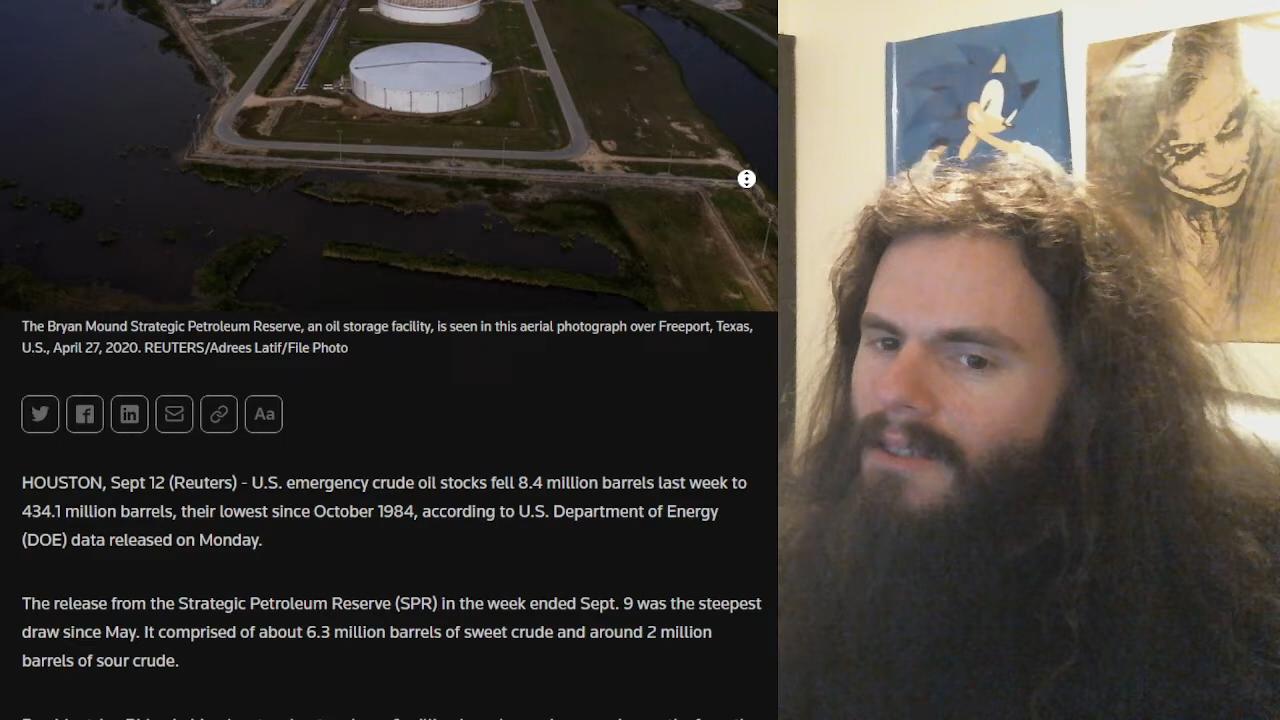 The Bryan Mound Strategic Petroleum Reserve, an oil storage facility, is seen in this aerial photograph over Freeport, Texas,
U.S., April 27, 2020. REUTERS/Adrees Latif/File Photo
Aa
HOUSTON, Sept 12 (Reuters) - U.S. emergency crude oil stocks fell 8.4 million barrels last week to
434.1 million barrels, their lowest since October 1984, according to U.S. Department of Energy
(DOE) data released on Monday.
The release from the Strategic Petroleum Reserve (SPR) in the week ended Sept. 9 was the steepest
draw since May. It comprised of about 6.3 million barrels of sweet crude and around 2 million
barrels of sour crude.